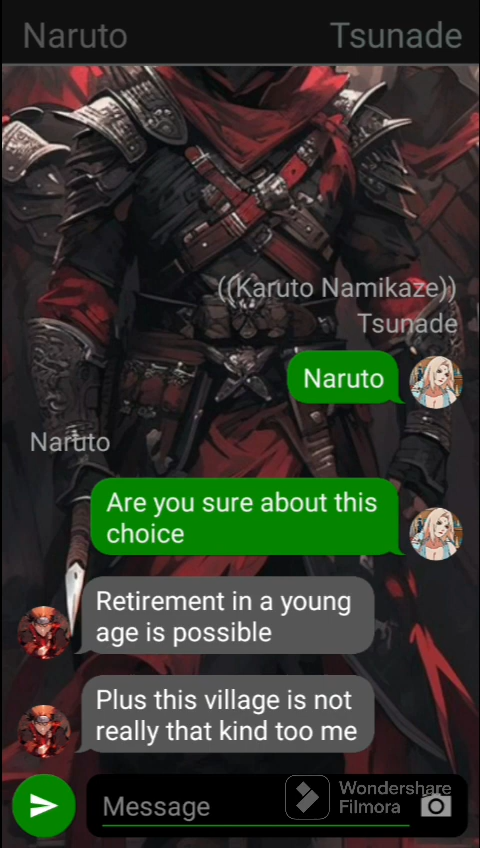 Naruto
Tsunade
((Karuto Namikaze))
Tsunade
Naruto
Naruto
Are you sure about this
choice
Retirement in a young
age is possible
Plus this village is not
really that kind too me
Message
Wondershare
Filmora